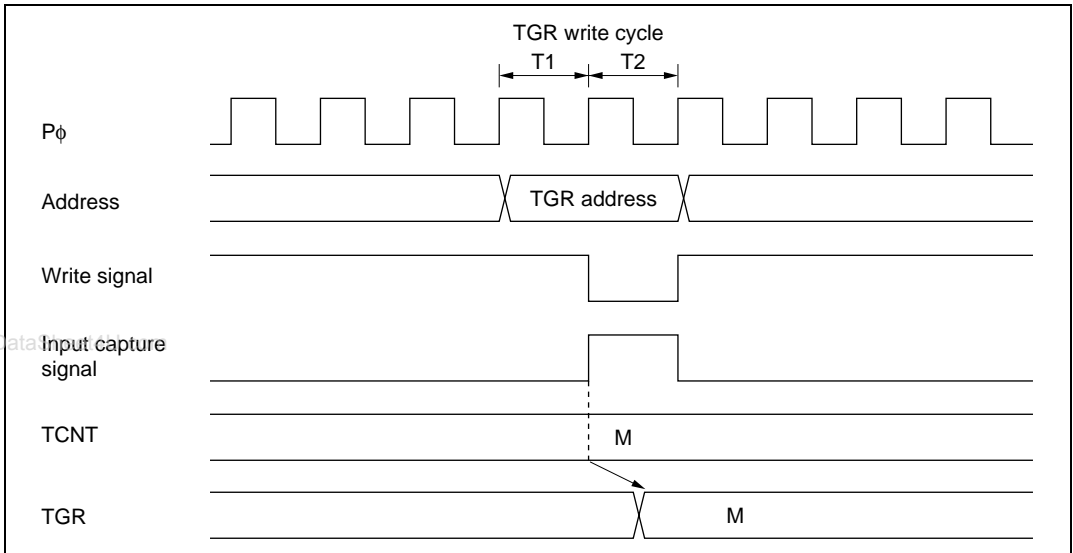 TGR write cycle
T1 T2
Pϕ
Address TGR address
Write signal
Input capture
signal
TCNT M
TGR M